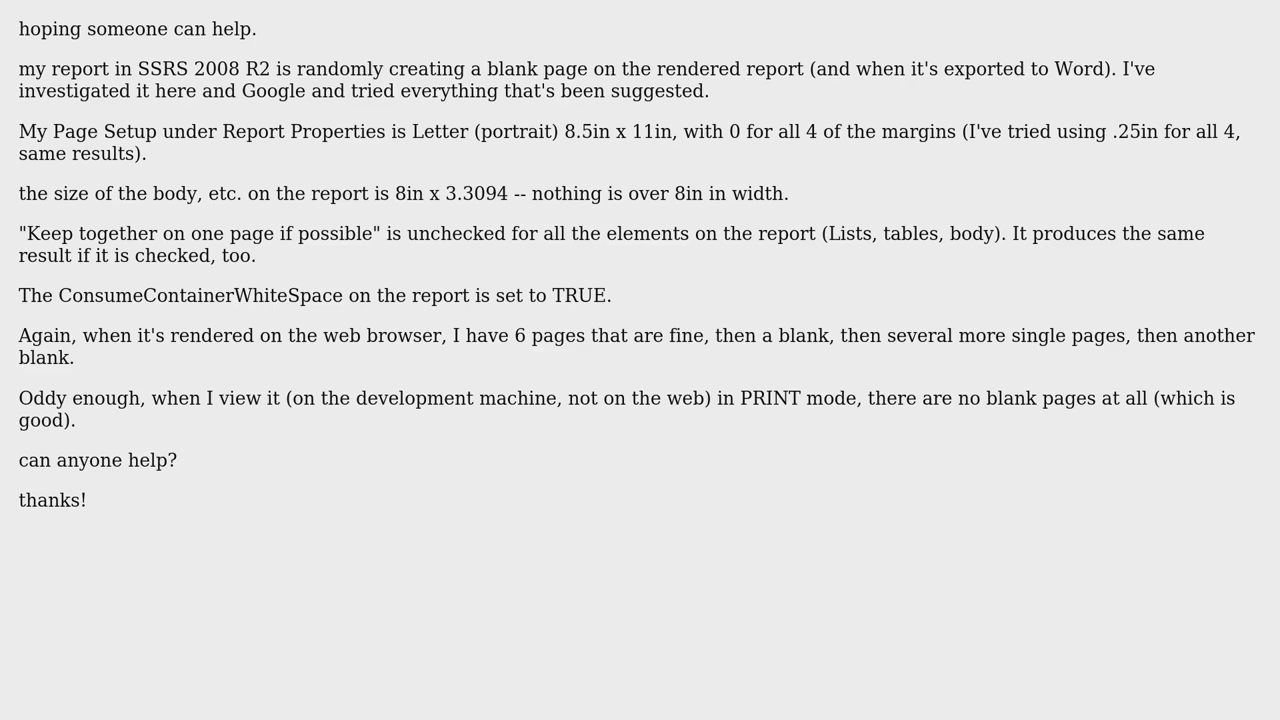 hoping someone can help.
my report in SSRS 2008 R2 is randomly creating a blank page on the rendered report (and when it's exported to Word). I've
investigated it here and Google and tried everything that's been suggested.
My Page Setup under Report Properties is Letter (portrait) 8.5in x 11in, with 0 for all 4 of the margins (I've tried using .25in for all 4,
same results).
the size of the body, etc. on the report is 8in x 3.3094 -- nothing is over 8in in width.
"Keep together on one page if possible" is unchecked for all the elements on the report (Lists, tables, body). It produces the same
result if it is checked, too.
The ConsumeContainerWhiteSpace on the report is set to TRUE.
Again, when it's rendered on the web browser, I have 6 pages that are fine, then a blank, then several more single pages, then another
blank.
Oddy enough, when I view it (on the development machine, not on the web) in PRINT mode, there are no blank pages at all (which is
good).
can anyone help?
thanks!